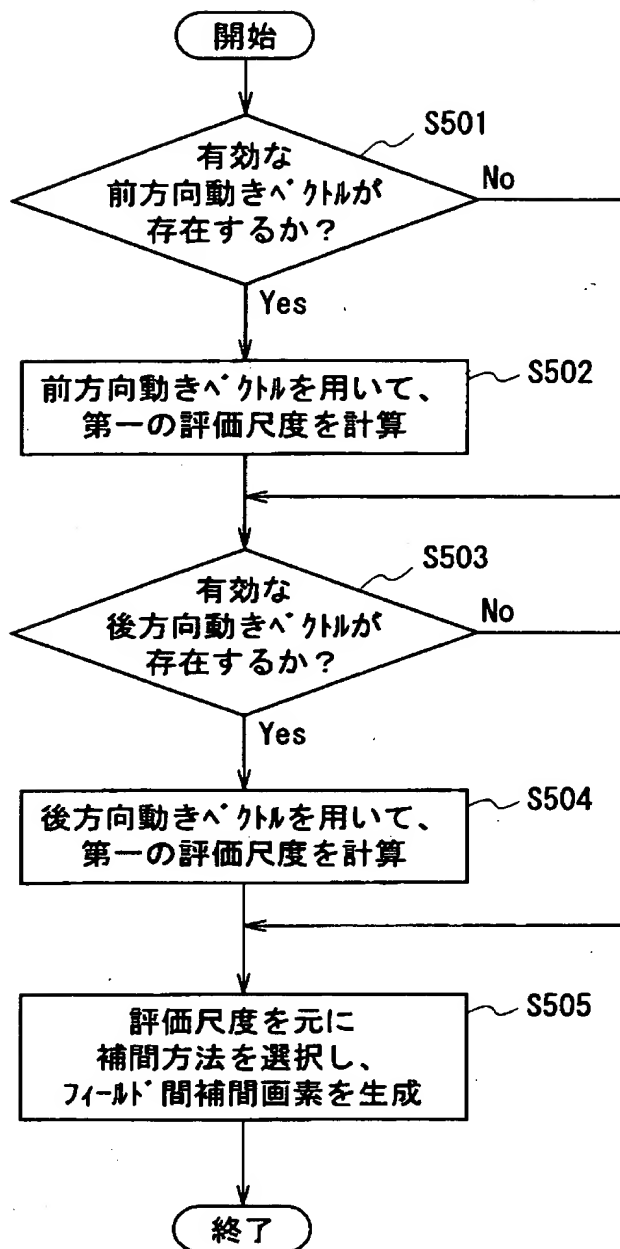 開始
S501
有効な
前方向動きﾍﾞｸﾄﾙが
存在するか？
No
Yes
S502
前方向動きﾍﾞｸﾄﾙを用いて、
第一の評価尺度を計算
S503
有効な
後方向動きﾍﾞｸﾄﾙが
存在するか？
No
Yes
S504
後方向動きﾍﾞｸﾄﾙを用いて、
第一の評価尺度を計算
S505
評価尺度を元に
補間方法を選択し、
ﾌｨｰﾙﾄﾞ間補間画素を生成
終了